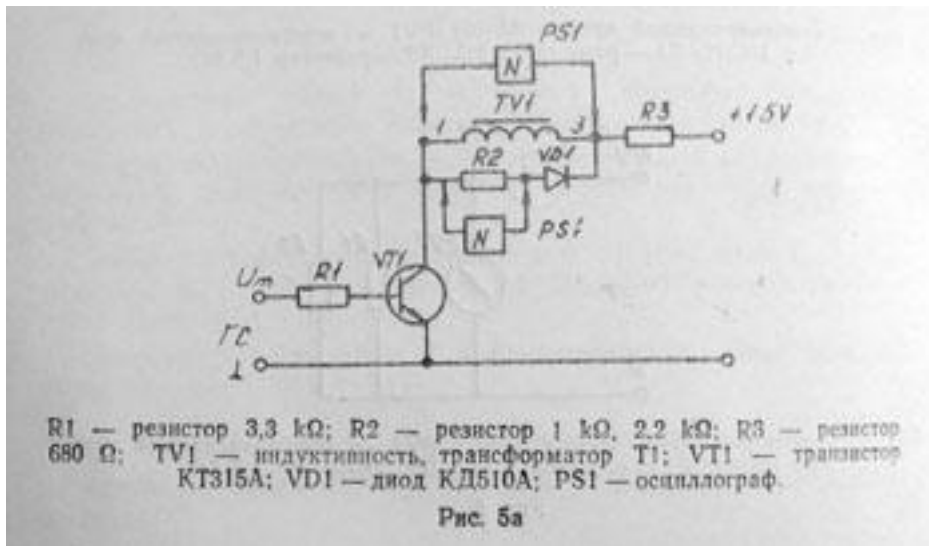 PS1
N
TV1
1
3
R3
+15V
R2
VD1
N
PS1
VT1
Um
R1
ГС
⊥
R1 — резистор 3,3 kΩ; R2 — резистор 1 kΩ, 2.2 kΩ; R3 — резистор
680 Ω; TV1 — индуктивность, трансформатор Т1; VT1 — транзистор
КТ315А; VD1 — диод КД510А; PS1 — осциллограф.
Рис. 5а